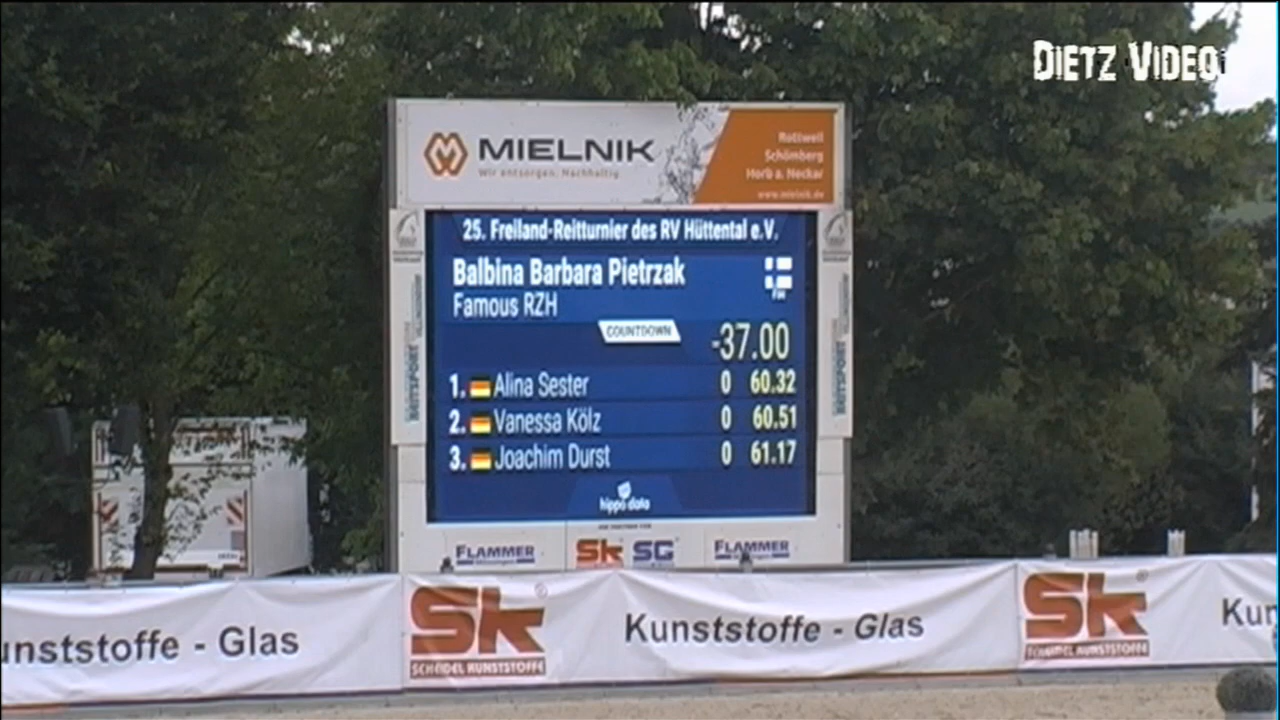 DIETZ VIDEO
MIELNIK
Wir entsorgen. Nachhaltig.
Rottweil
Schömberg
Horb a. Neckar
www.mielnik.de
25. Freiland-Reitturnier des RV Hüttental e.V.
Balbina Barbara Pietrzak
FIN
Famous RZH
COUNTDOWN
-37.00
1. Alina Sester 0 60.32
2. Vanessa Kölz 0 60.51
3. Joachim Durst 0 61.17
hippo data
REITSPORT
REITSPORT
FLAMMER
SK SG
FLAMMER
unststoffe - Glas
SK
SCHEIDEL KUNSTSTOFFE
Kunststoffe - Glas
SK
SCHEIDEL KUNSTSTOFFE
Kun